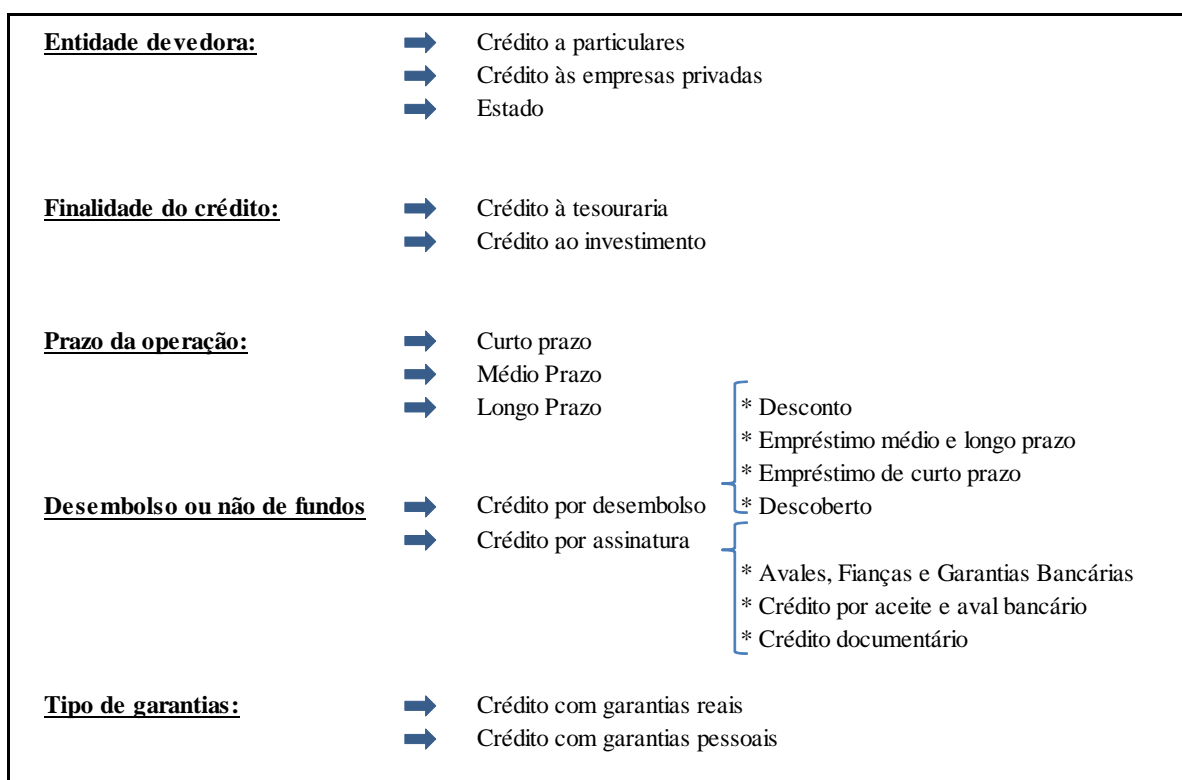 Entidade devedora: Crédito a particulares
Crédito às empresas privadas
Estado
Finalidade do crédito: Crédito à tesouraria
Crédito ao investimento
Prazo da operação: Curto prazo
Médio Prazo
Longo Prazo * Desconto
* Empréstimo médio e longo prazo
* Empréstimo de curto prazo
Desembolso ou não de fundos Crédito por desembolso * Descoberto
Crédito por assinatura
* Avales, Fianças e Garantias Bancárias
* Crédito por aceite e aval bancário
* Crédito documentário
Tipo de garantias: Crédito com garantias reais
Crédito com garantias pessoais